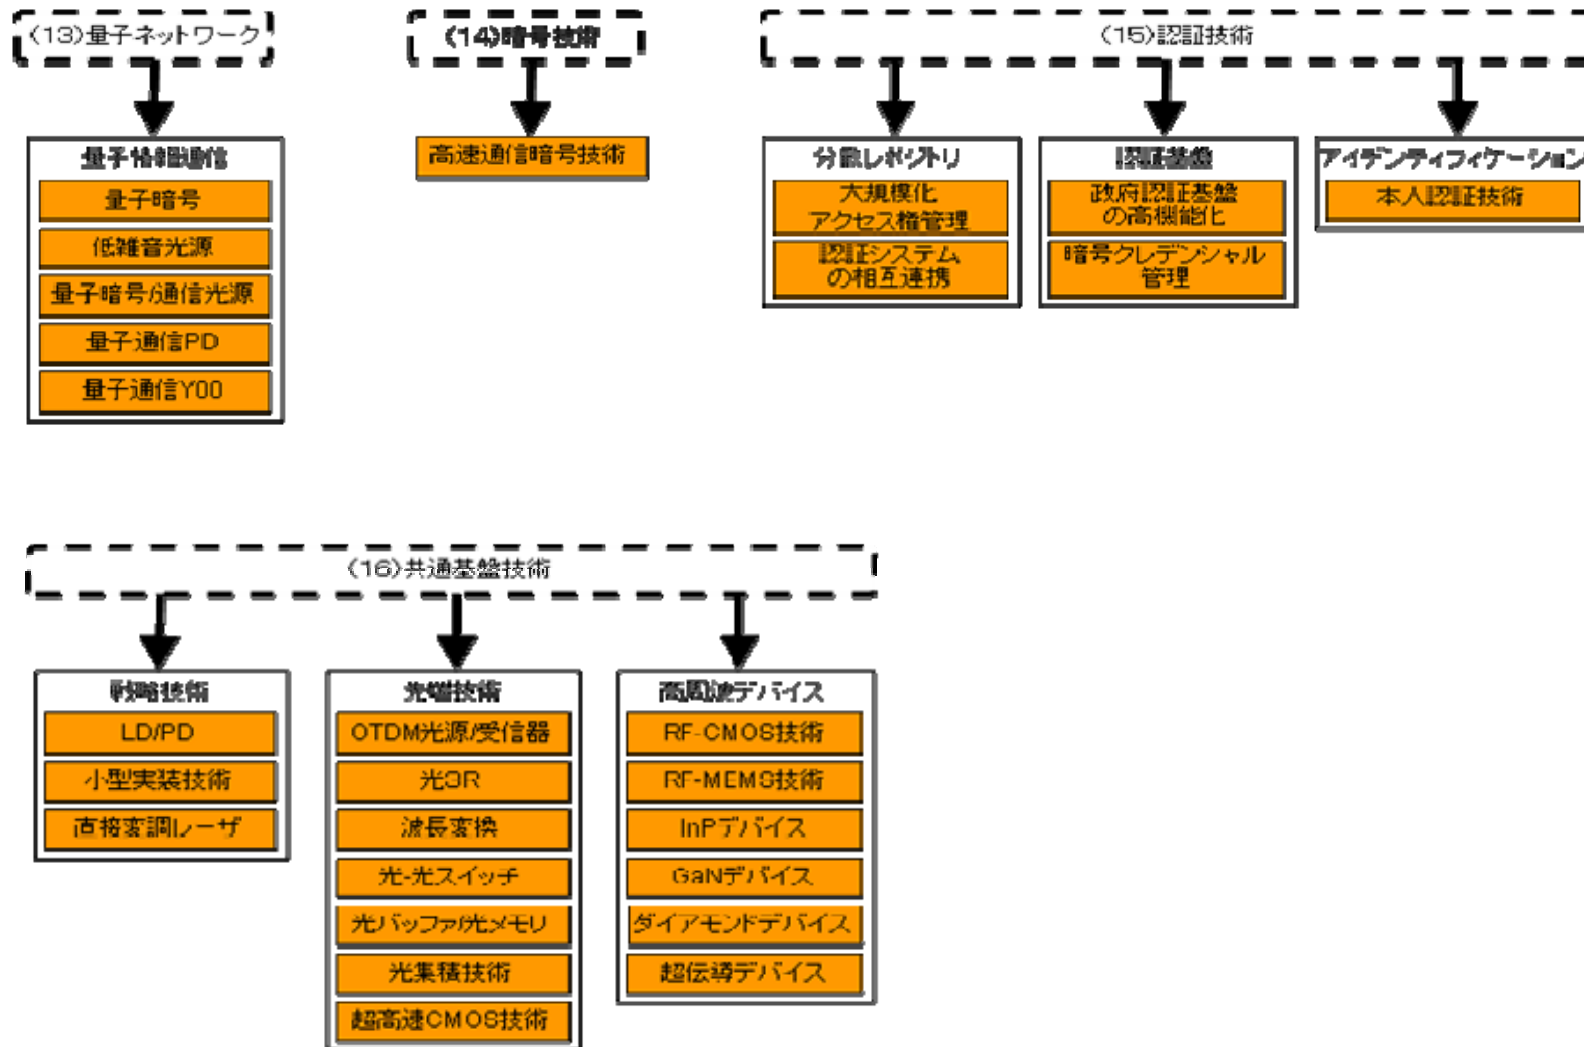 (13)量子ネットワーク
(14)暗号技術
(15)認証技術
量子情報通信
量子暗号
低雑音光源
量子暗号/通信光源
量子通信PD
量子通信Y00
高速通信暗号技術
分散レポジトリ
大規模化
アクセス権管理
認証システム
の相互連携
認証基盤
政府認証基盤
の高機能化
暗号クレデンシャル
管理
アイデンティフィケーション
本人認証技術
(16)共通基盤技術
戦略技術
LD/PD
小型実装技術
直接変調レーザ
先端技術
OTDM光源/受信器
光3R
波長変換
光-光スイッチ
光バッファ/光メモリ
光集積技術
超高速CMOS技術
高周波デバイス
RF-CMOS技術
RF-MEMS技術
InPデバイス
GaNデバイス
ダイアモンドデバイス
超伝導デバイス